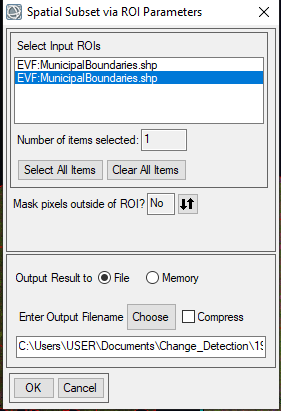 Spatial Subset via ROI Parameters
Select Input ROIs
EVF:MunicipalBoundaries.shp
EVF:MunicipalBoundaries.shp
Number of items selected: 1
Select All Items Clear All Items
Mask pixels outside of ROI? No
Output Result to File Memory
Enter Output Filename Choose Compress
C:\Users\USER\Documents\Change_Detection\19
OK Cancel